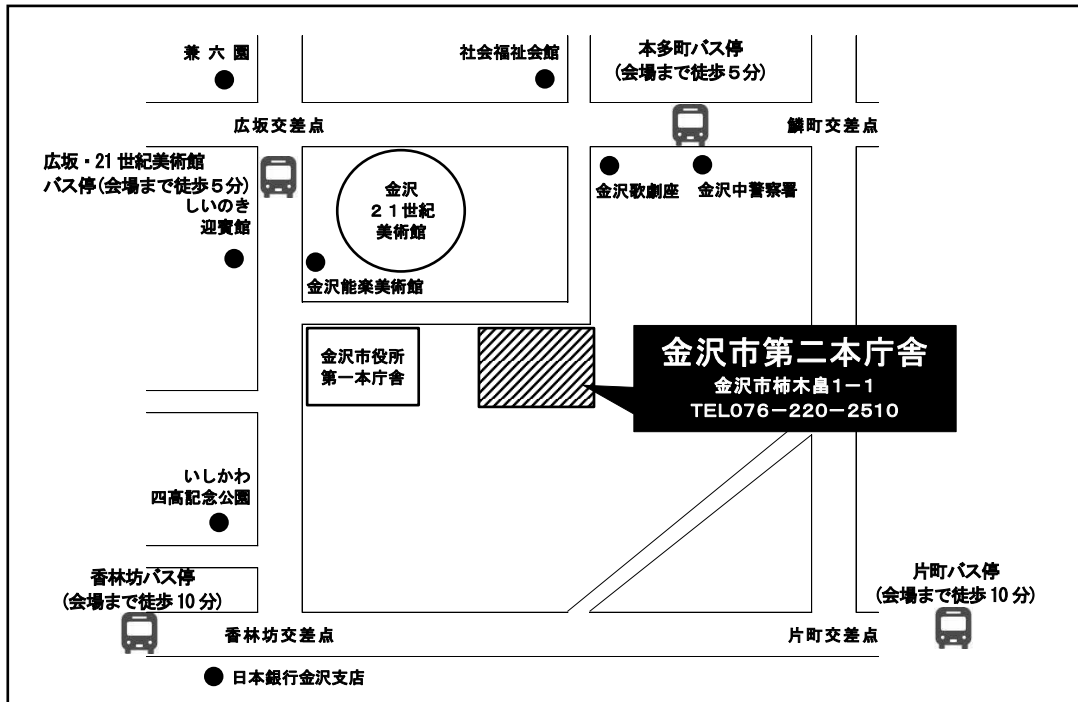 兼六園
社会福祉会館
本多町バス停
(会場まで徒歩5分)
広坂交差点
鱗町交差点
広坂・21世紀美術館
バス停(会場まで徒歩5分)
しいのき
迎賓館
金沢
21世紀
美術館
金沢歌劇座
金沢中警察署
金沢能楽美術館
金沢市役所
第一本庁舎
金沢市第二本庁舎
金沢市柿木畠1−1
TEL076−220−2510
いしかわ
四高記念公園
香林坊バス停
(会場まで徒歩10分)
片町バス停
(会場まで徒歩10分)
香林坊交差点
片町交差点
日本銀行金沢支店